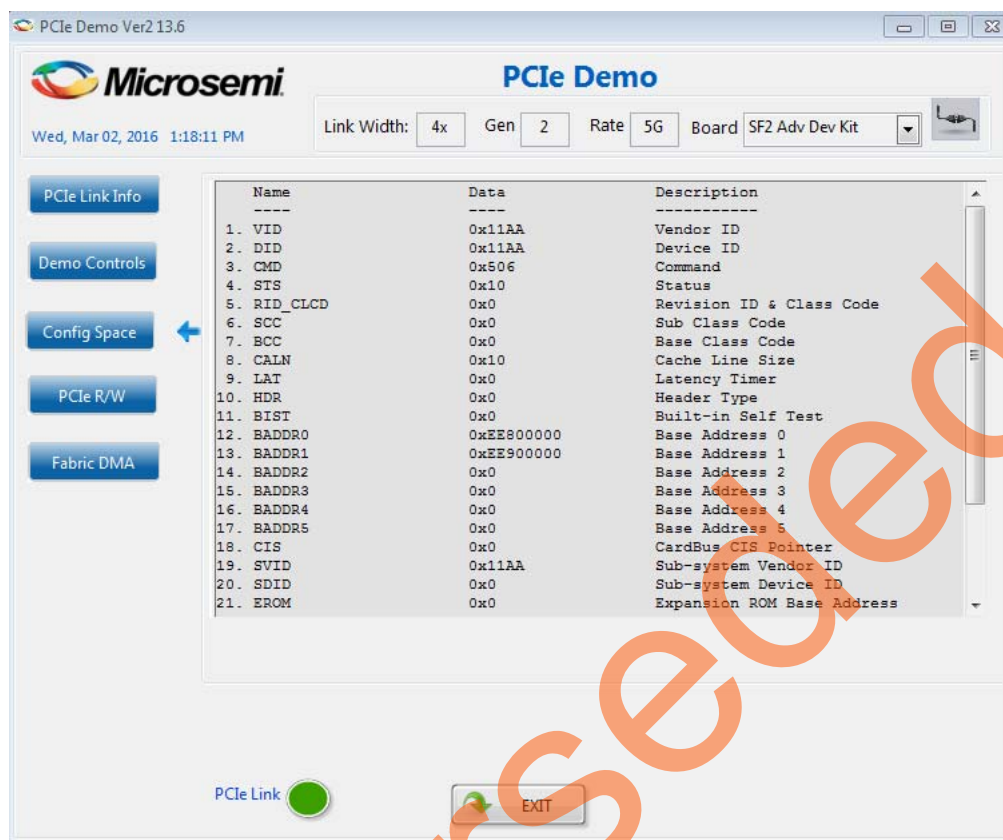 PCIe Demo Ver2 13.6
Microsemi.
PCIe Demo
Wed, Mar 02, 2016 1:18:11 PM
Link Width: 4x Gen 2 Rate 5G Board SF2 Adv Dev Kit
PCIe Link Info
Demo Controls
Config Space
PCIe R/W
Fabric DMA
Name Data Description
---- ---- -----------
1. VID 0x11AA Vendor ID
2. DID 0x11AA Device ID
3. CMD 0x506 Command
4. STS 0x10 Status
5. RID_CLCD 0x0 Revision ID & Class Code
6. SCC 0x0 Sub Class Code
7. BCC 0x0 Base Class Code
8. CALN 0x10 Cache Line Size
9. LAT 0x0 Latency Timer
10. HDR 0x0 Header Type
11. BIST 0x0 Built-in Self Test
12. BADDR0 0xEE800000 Base Address 0
13. BADDR1 0xEE900000 Base Address 1
14. BADDR2 0x0 Base Address 2
15. BADDR3 0x0 Base Address 3
16. BADDR4 0x0 Base Address 4
17. BADDR5 0x0 Base Address 5
18. CIS 0x0 CardBus CIS Pointer
19. SVID 0x11AA Sub-system Vendor ID
20. SDID 0x0 Sub-system Device ID
21. EROM 0x0 Expansion ROM Base Address
PCIe Link
EXIT
rseded